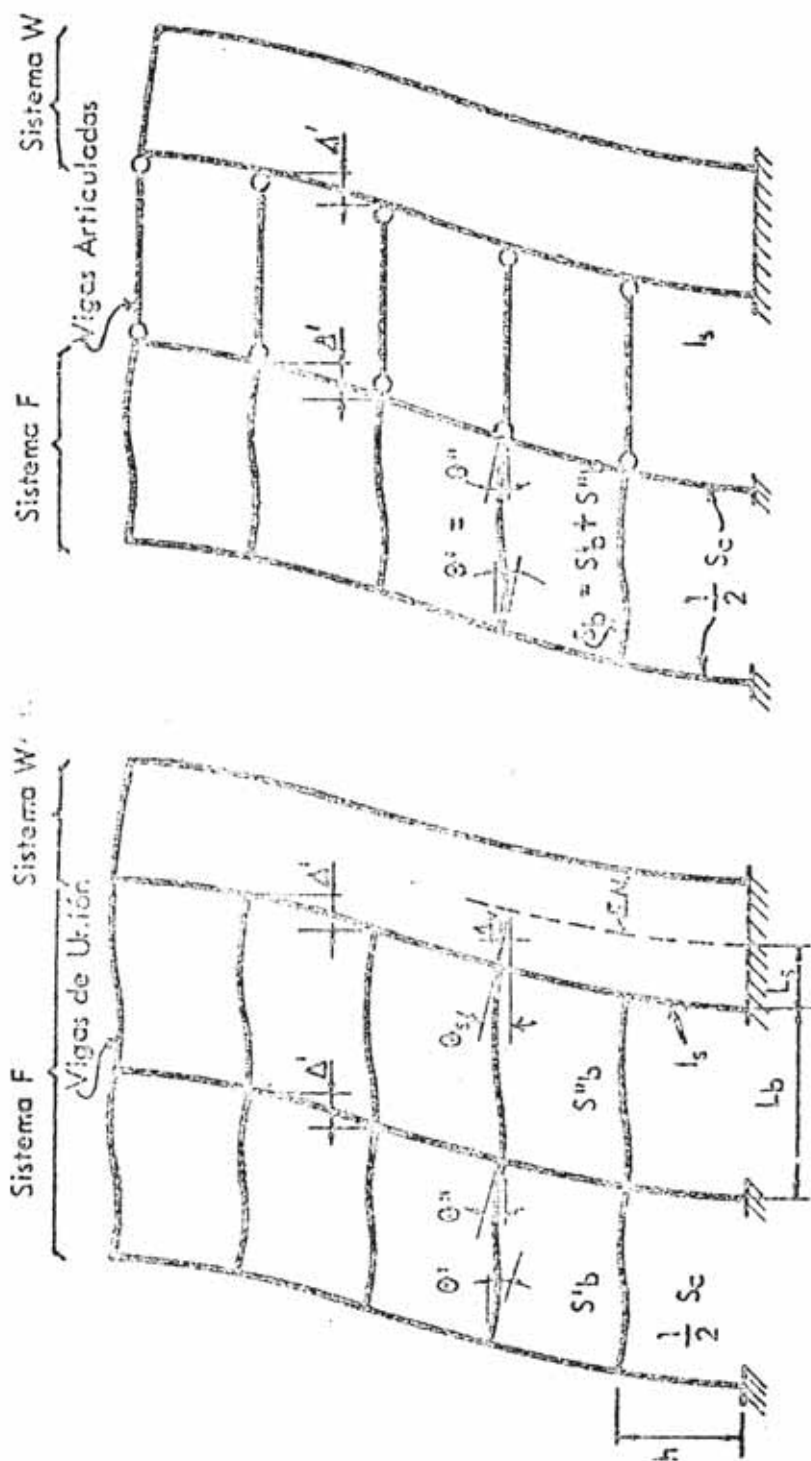 Sistema F
Sistema W
Vigas de Unión
Δ'
Δ'
θ'
θ"
θs
S'b
S"b
1/2 Sc
Is
h
Lb
Ls
Sistema F
Sistema W
Vigas Articuladas
Δ'
Δ'
θ' = θ"
= S'b + S"b
1/2 Sc
Is